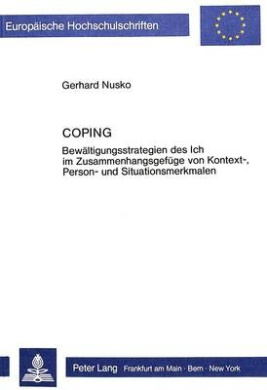 Europäische Hochschulschriften
Gerhard Nusko
COPING
Bewältigungsstrategien des Ich
im Zusammenhangsgefüge von Kontext-,
Person- und Situationsmerkmalen
Peter Lang Frankfurt am Main · Bern · New York